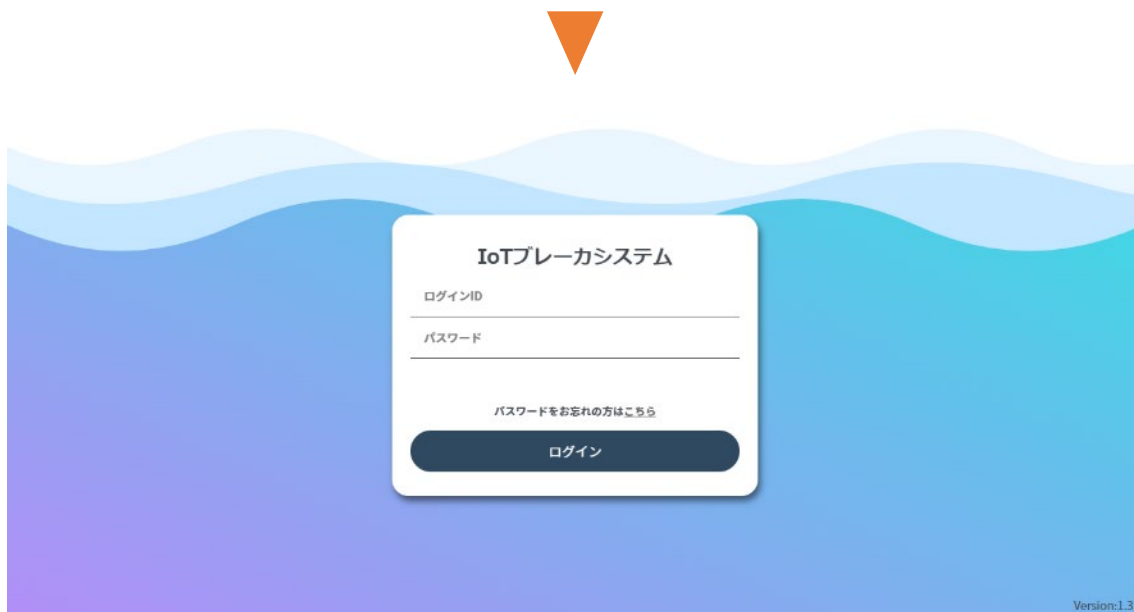 IoTブレーカシステム
ログインID
パスワード
パスワードをお忘れの方はこちら
ログイン
Version:1.3